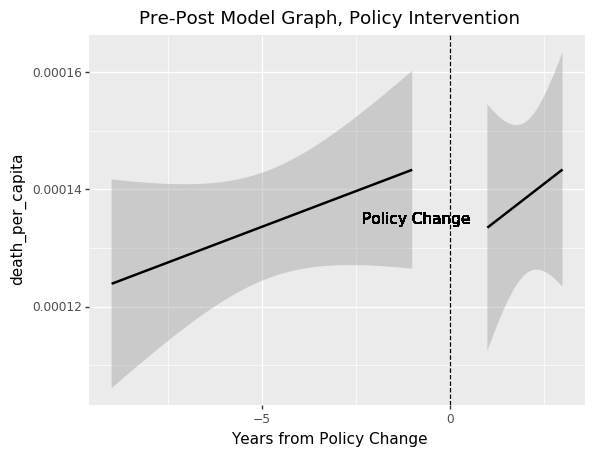 Pre-Post Model Graph, Policy Intervention
0.00016
0.00014
0.00012
death_per_capita
Policy Change
−5
0
Years from Policy Change